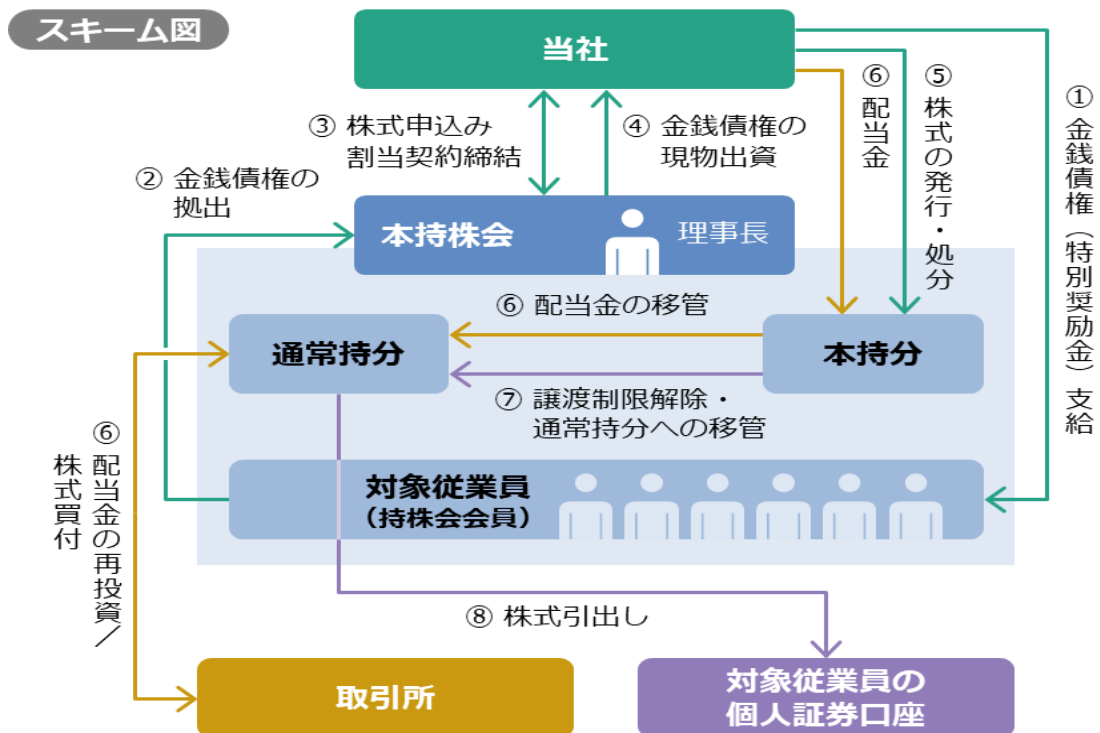 スキーム図
当社
③ 株式申込み
割当契約締結
④ 金銭債権の
現物出資
⑥ 配当金
⑤ 株式の発行・処分
① 金銭債権（特別奨励金）支給
② 金銭債権の
拠出
本持株会
理事長
⑥ 配当金の移管
通常持分
本持分
⑦ 譲渡制限解除・
通常持分への移管
⑥ 配当金の再投資／
株式買付
対象従業員
（持株会会員）
⑧ 株式引出し
取引所
対象従業員の
個人証券口座